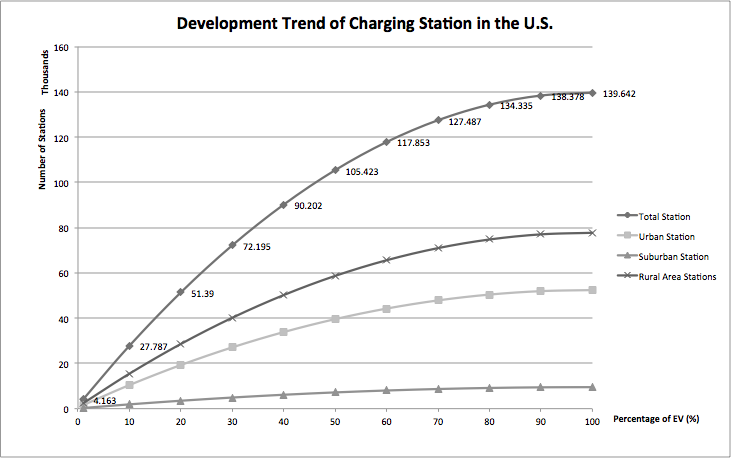 Development Trend of Charging Station in the U.S.
Number of Stations Thousands
160
140
120
100
80
60
40
20
0
4.163
27.787
51.39
72.195
90.202
105.423
117.853
127.487
134.335
138.378
139.642
Total Station
Urban Station
Suburban Station
Rural Area Stations
0 10 20 30 40 50 60 70 80 90 100
Percentage of EV (%)